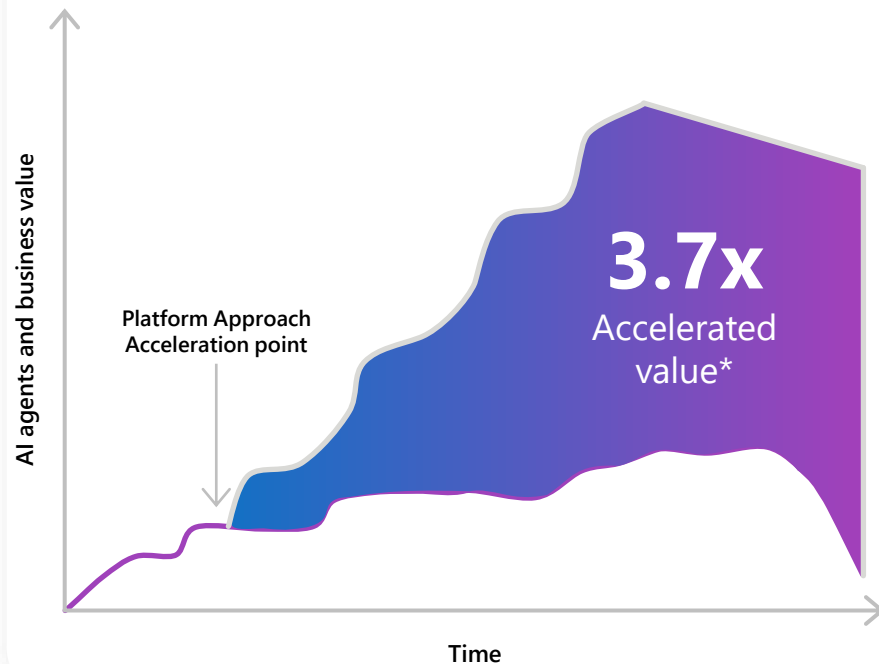 AI agents and business value
Platform Approach
Acceleration point
3.7x
Accelerated
value*
Time